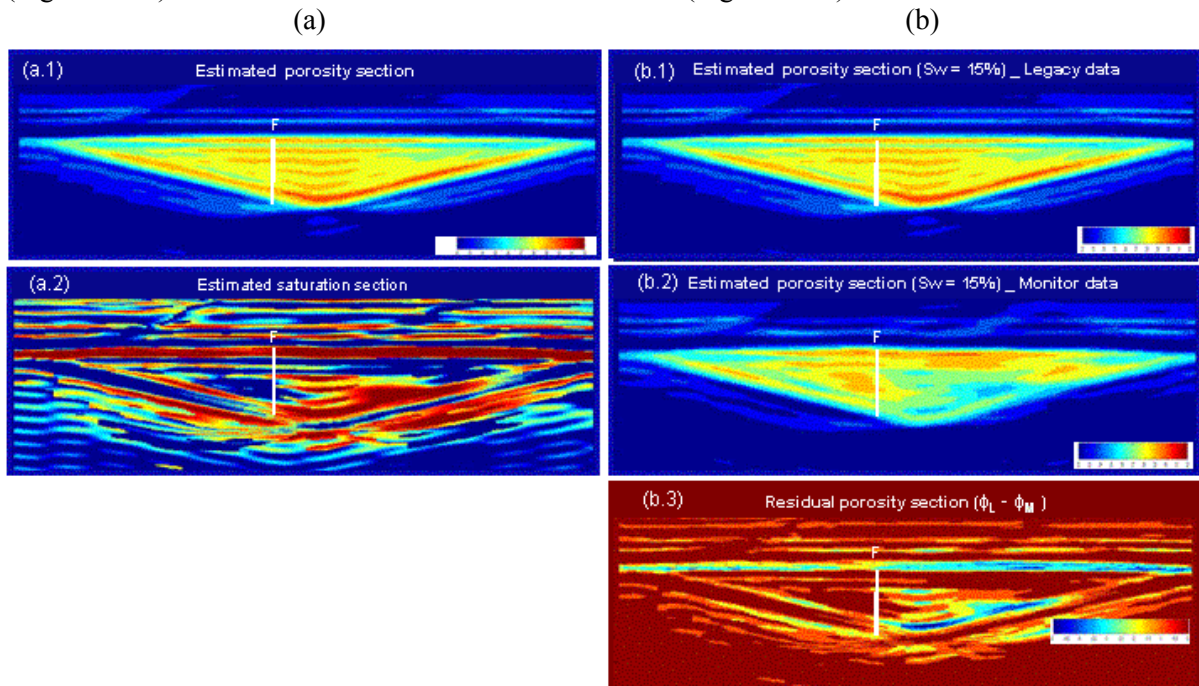 (a)
(b)
(a.1)
Estimated porosity section
F
(b.1)
Estimated porosity section (Sw = 15%) _ Legacy data
F
(a.2)
Estimated saturation section
F
(b.2)
Estimated porosity section (Sw = 15%) _ Monitor data
F
(b.3)
Residual porosity section (ϕL - ϕM )
F